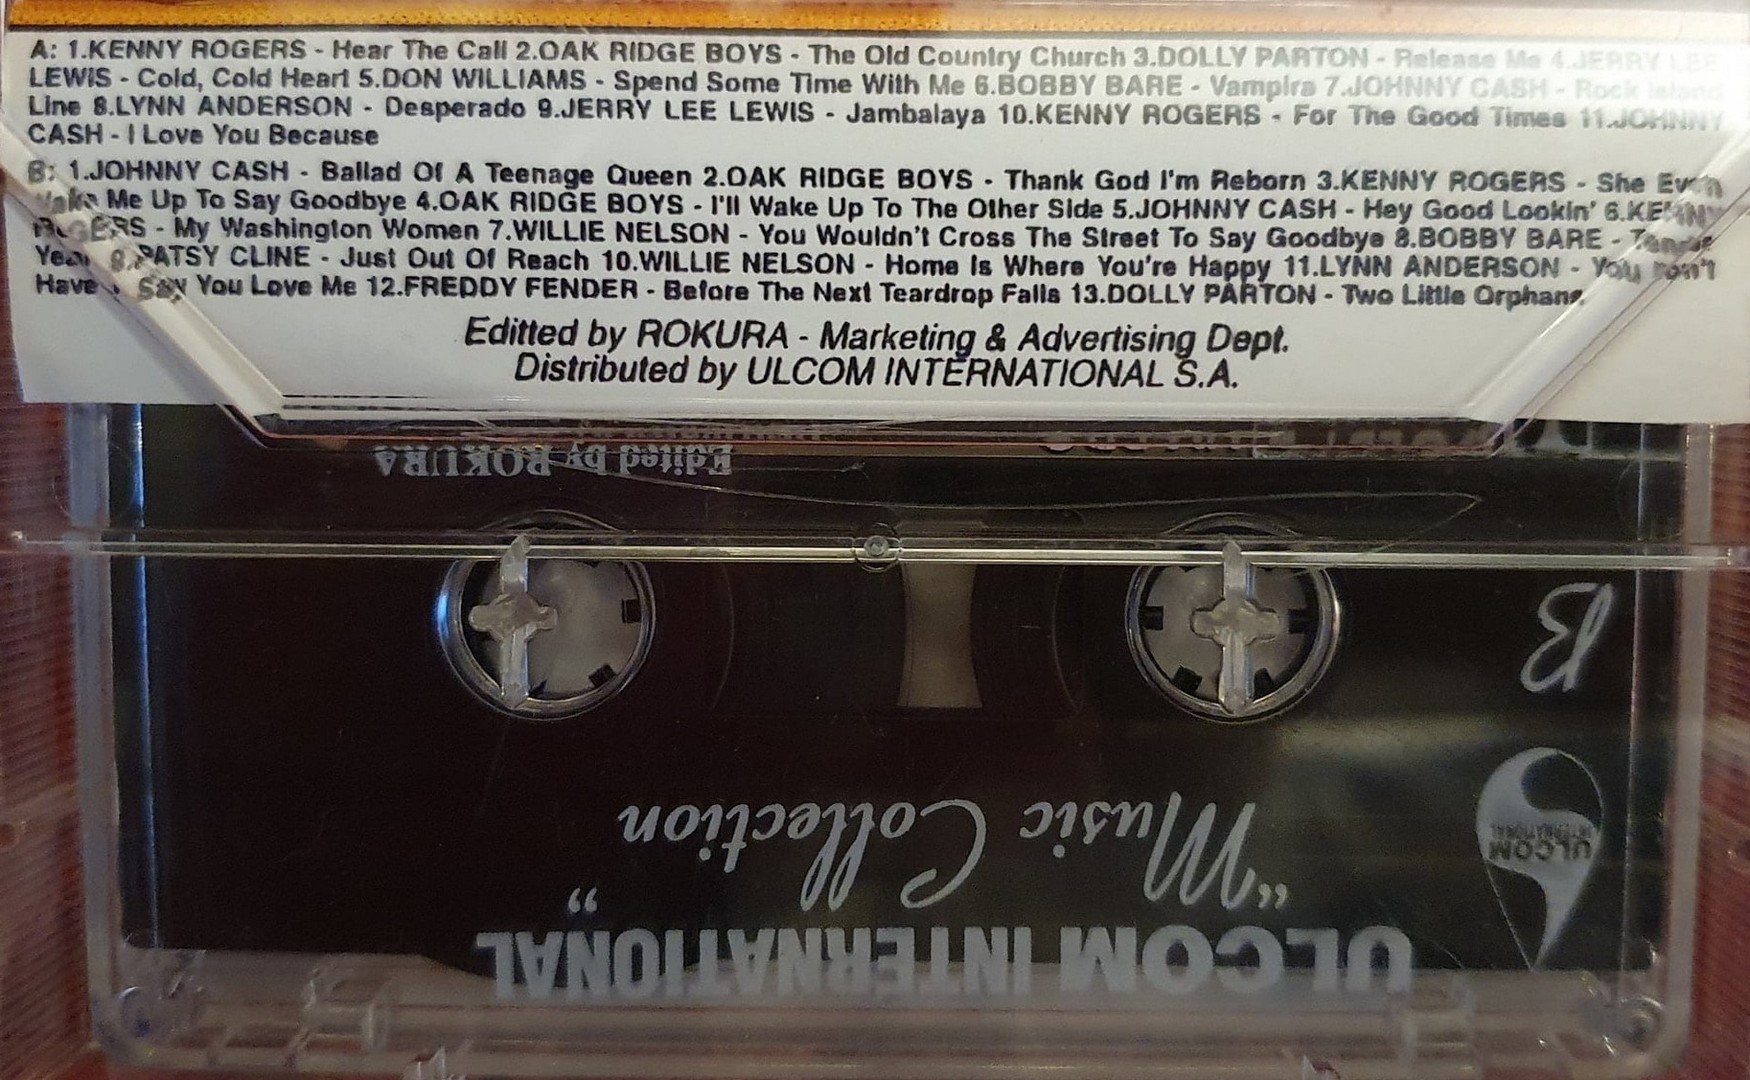 A: 1.KENNY ROGERS - Hear The Call 2.OAK RIDGE BOYS - The Old Country Church 3.DOLLY PARTON - Release Me 4.JERRY LEE
LEWIS - Cold, Cold Heart 5.DON WILLIAMS - Spend Some Time With Me 6.BOBBY BARE - Vampira 7.JOHNNY CASH - Rock Island
Line 8.LYNN ANDERSON - Desperado 9.JERRY LEE LEWIS - Jambalaya 10.KENNY ROGERS - For The Good Times 11.JOHNNY
CASH - I Love You Because
B: 1.JOHNNY CASH - Ballad Of A Teenage Queen 2.OAK RIDGE BOYS - Thank God I'm Reborn 3.KENNY ROGERS - She Even
Wake Me Up To Say Goodbye 4.OAK RIDGE BOYS - I'll Wake Up To The Other Side 5.JOHNNY CASH - Hey Good Lookin' 6.KENNY
ROGERS - My Washington Women 7.WILLIE NELSON - You Wouldn't Cross The Street To Say Goodbye 8.BOBBY BARE -
Year 9.PATSY CLINE - Just Out Of Reach 10.WILLIE NELSON - Home Is Where You're Happy 11.LYNN ANDERSON - You Don't
Have Say You Love Me 12.FREDDY FENDER - Before The Next Teardrop Falls 13.DOLLY PARTON - Two Little Orphans
Editted by ROKURA - Marketing & Advertising Dept.
Distributed by ULCOM INTERNATIONAL S.A.
Edited by ROKURA
B
"Music Collection"
ULCOM
INTERNATIONAL
ULCOM INTERNATIONAL